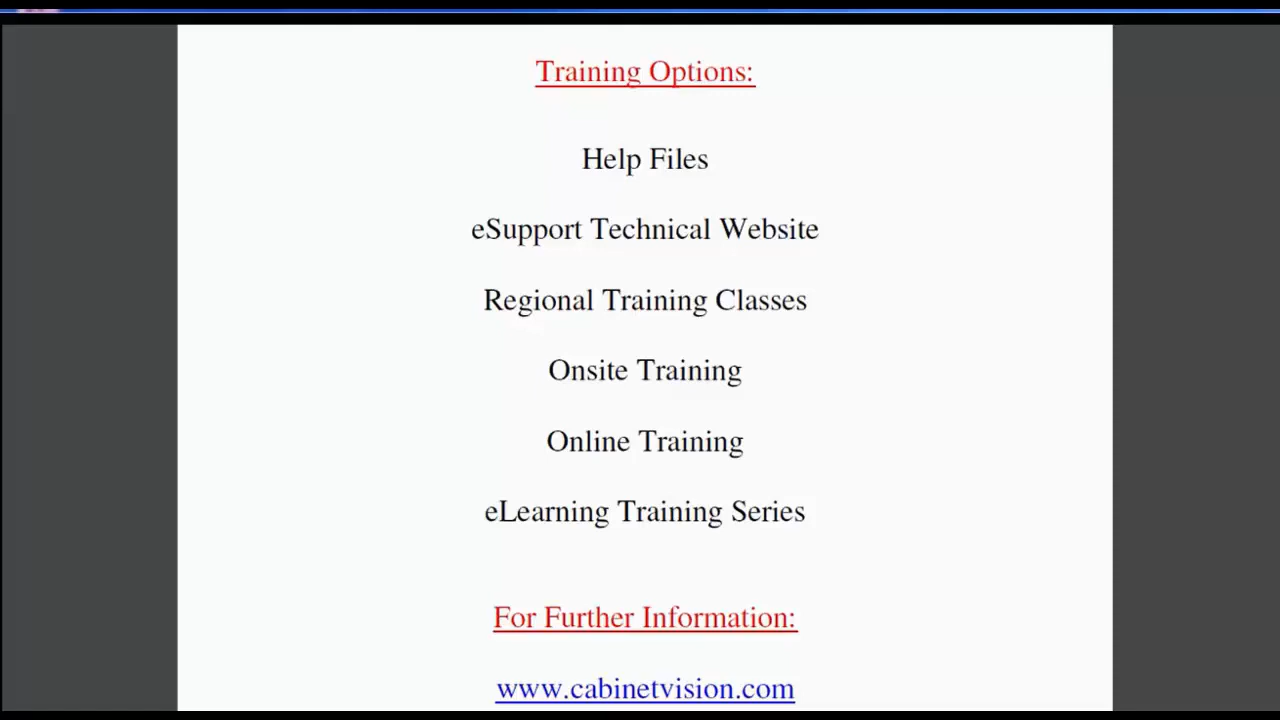 Training Options:
Help Files
eSupport Technical Website
Regional Training Classes
Onsite Training
Online Training
eLearning Training Series
For Further Information:
www.cabinetvision.com